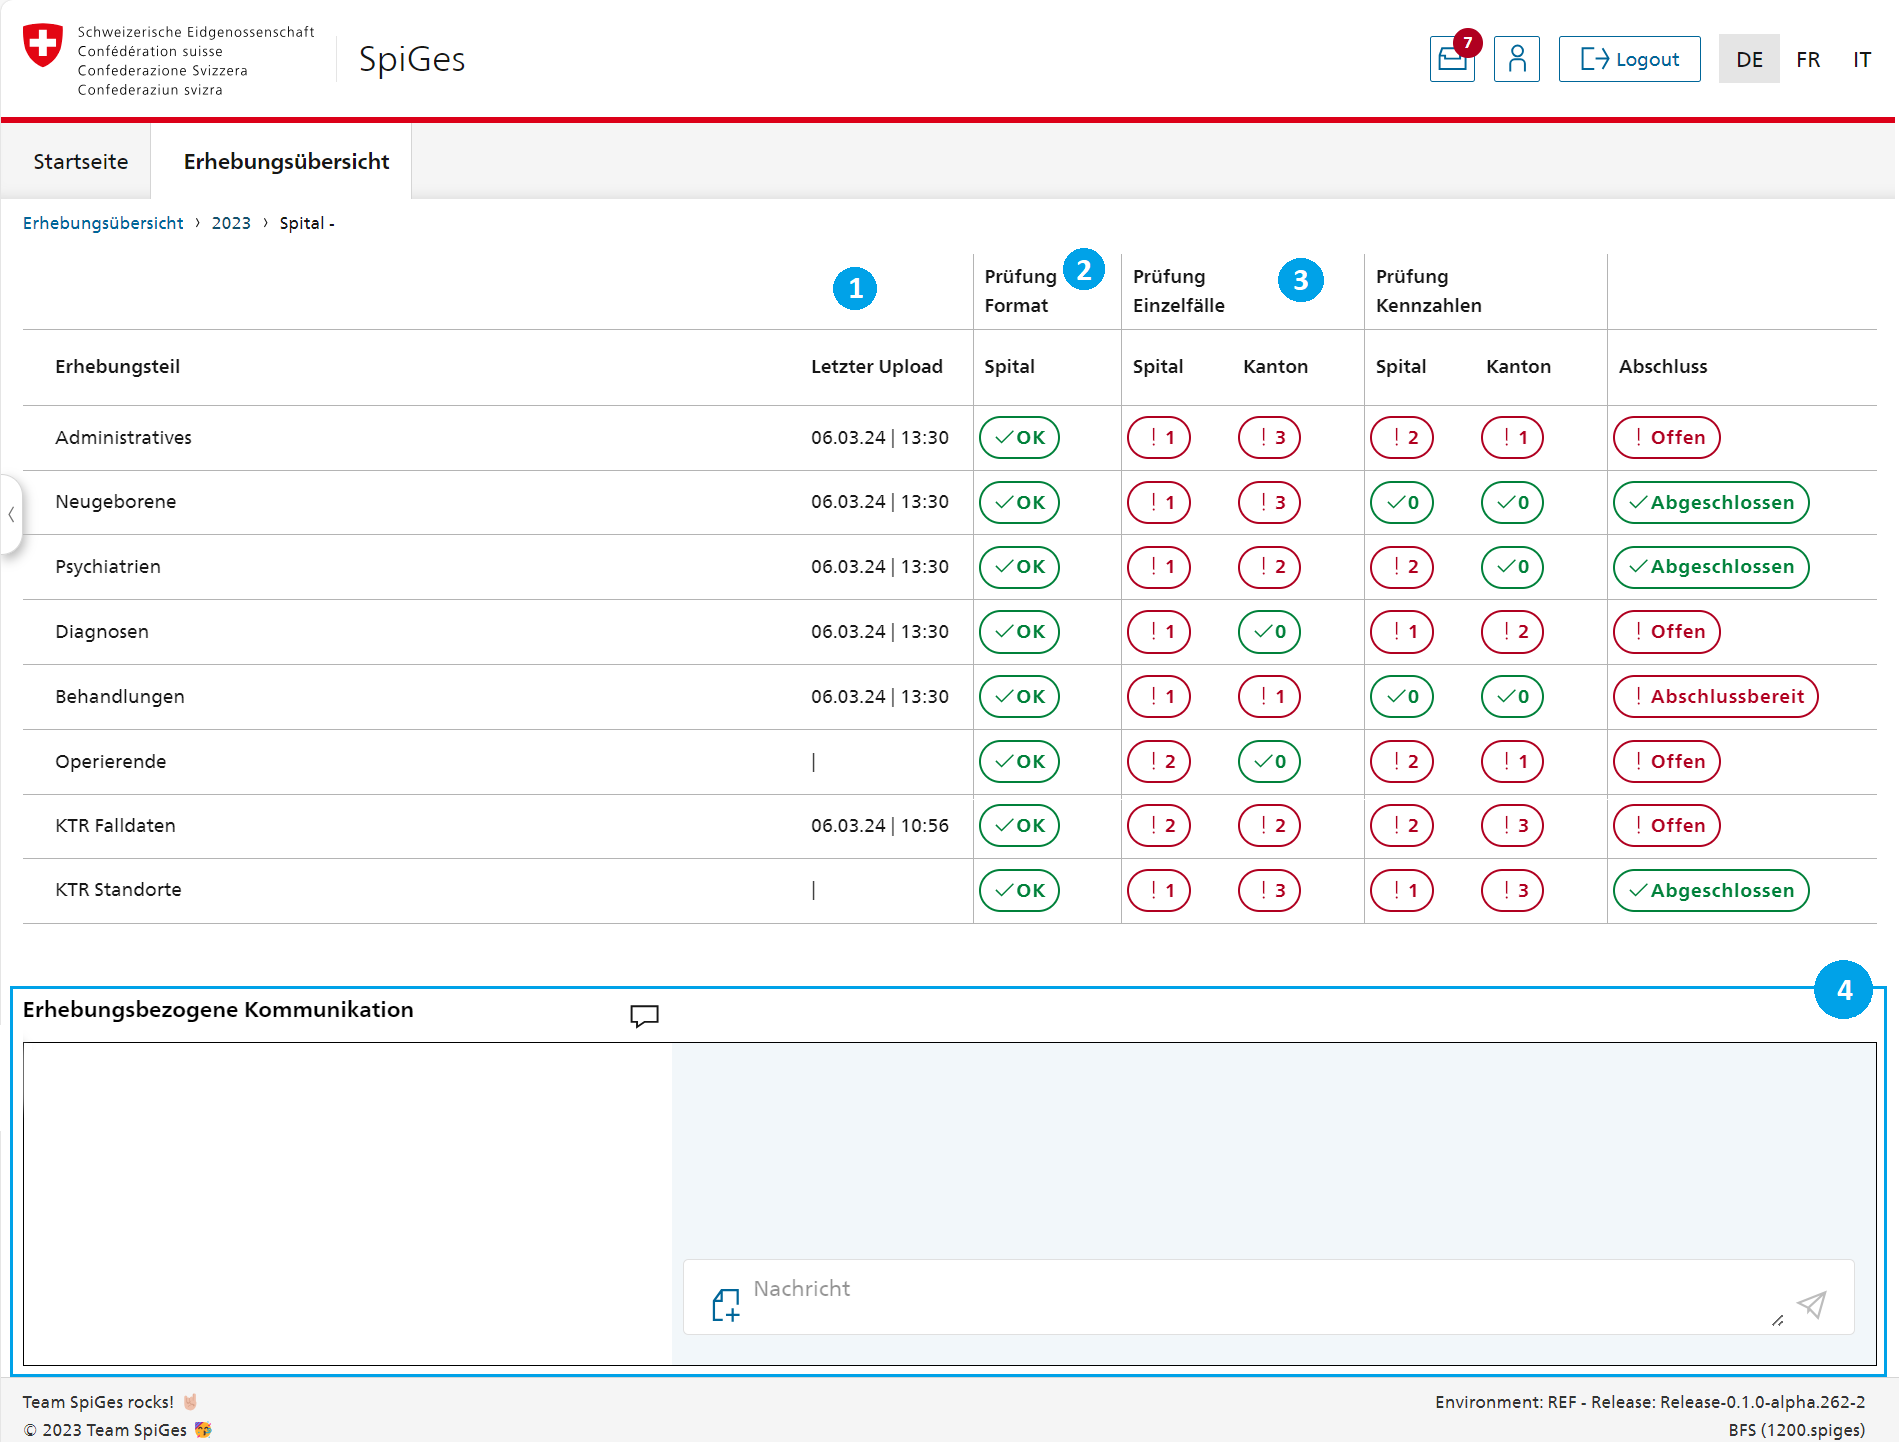 Schweizerische Eidgenossenschaft
Confédération suisse
Confederazione Svizzera
Confederaziun svizra
SpiGes
7
Logout
DE FR IT
Startseite Erhebungsübersicht
Erhebungsübersicht › 2023 › Spital -
1
Prüfung Format
2
Prüfung Einzelfälle
3
Prüfung Kennzahlen
Erhebungsteil Letzter Upload Spital Spital Kanton Spital Kanton Abschluss
Administratives 06.03.24 | 13:30 OK ! 1 ! 3 ! 2 ! 1 ! Offen
Neugeborene 06.03.24 | 13:30 OK ! 1 ! 3 0 0 Abgeschlossen
Psychiatrien 06.03.24 | 13:30 OK ! 1 ! 2 ! 2 0 Abgeschlossen
Diagnosen 06.03.24 | 13:30 OK ! 1 0 ! 1 ! 2 ! Offen
Behandlungen 06.03.24 | 13:30 OK ! 1 ! 1 0 0 ! Abschlussbereit
Operierende | OK ! 2 0 ! 2 ! 1 ! Offen
KTR Falldaten 06.03.24 | 10:56 OK ! 2 ! 2 ! 2 ! 3 ! Offen
KTR Standorte | OK ! 1 ! 3 ! 1 ! 3 Abgeschlossen
4
Erhebungsbezogene Kommunikation
Nachricht
Team SpiGes rocks! 🤘
© 2023 Team SpiGes 🥳
Environment: REF - Release: Release-0.1.0-alpha.262-2
BFS (1200.spiges)